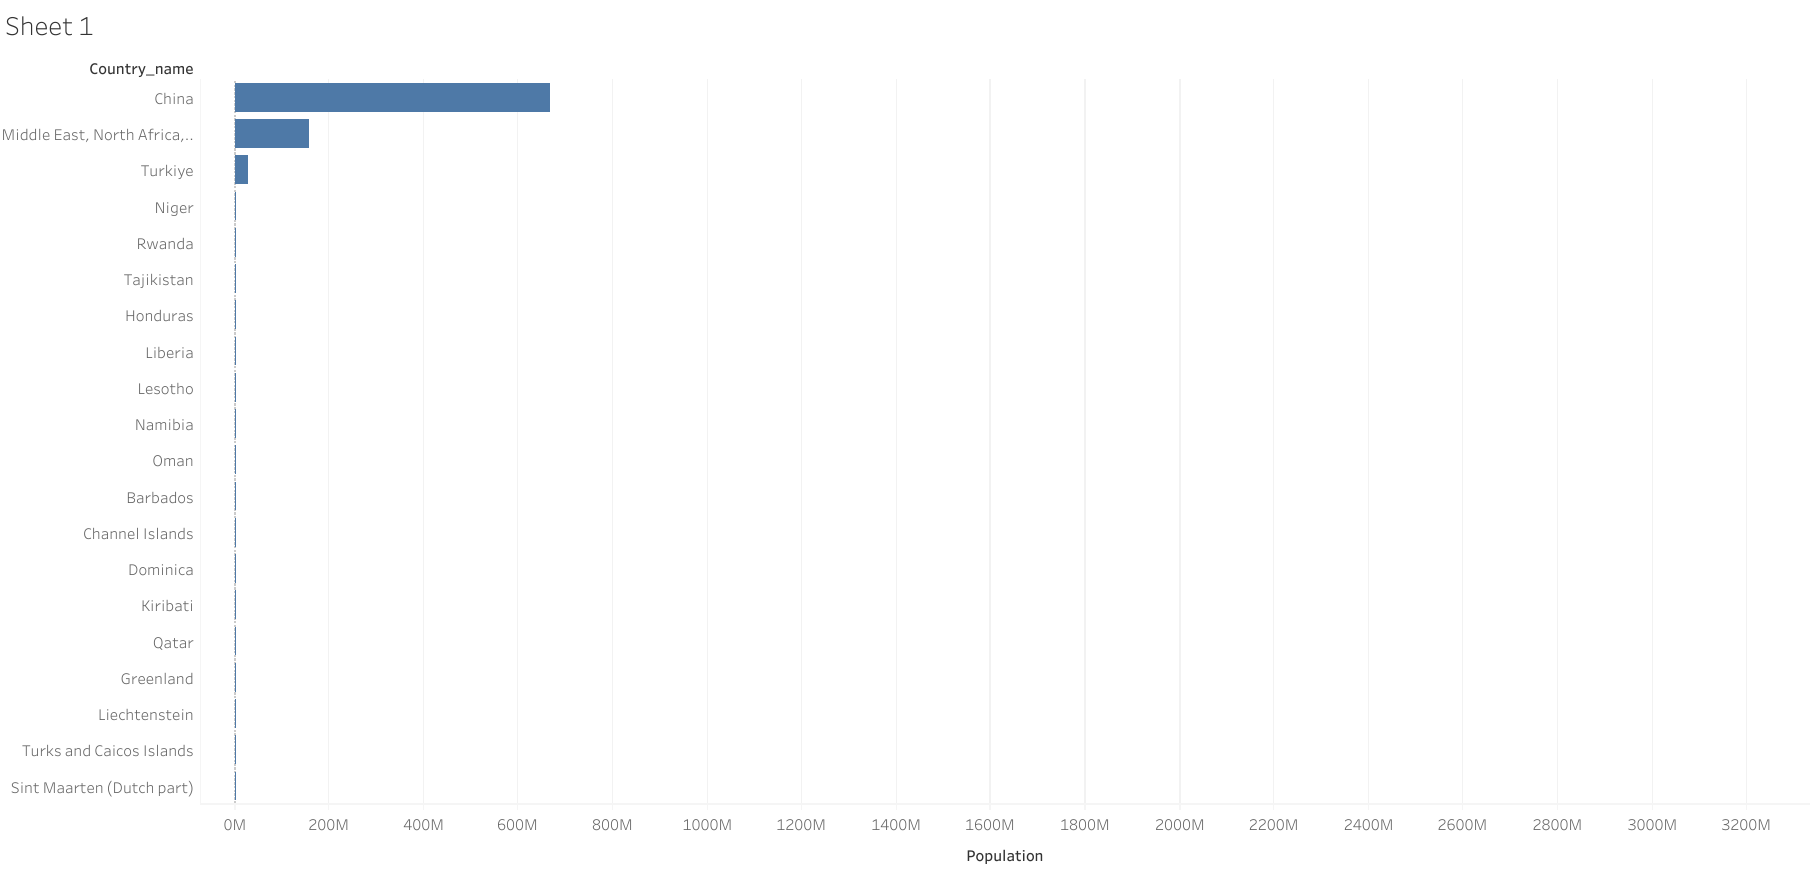 Sheet 1
Country_name
China
Middle East, North Africa,..
Turkiye
Niger
Rwanda
Tajikistan
Honduras
Liberia
Lesotho
Namibia
Oman
Barbados
Channel Islands
Dominica
Kiribati
Qatar
Greenland
Liechtenstein
Turks and Caicos Islands
Sint Maarten (Dutch part)
0M 200M 400M 600M 800M 1000M 1200M 1400M 1600M 1800M 2000M 2200M 2400M 2600M 2800M 3000M 3200M
Population